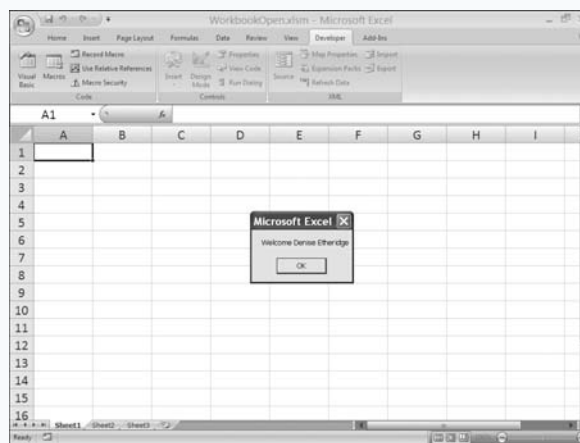 WorkbookOpen.xlsm - Microsoft Excel
Home Insert Page Layout Formulas Data Review View Developer Add-Ins
Visual Basic
Macros
Record Macro
Use Relative References
Macro Security
Code
Insert
Design Mode
Properties
View Code
Run Dialog
Controls
Source
Map Properties
Expansion Packs
Refresh Data
Import
Export
XML
A1
fx
A B C D E F G H I
1
2
3
4
5
6
7
8
9
10
11
12
13
14
15
16
Microsoft Excel
Welcome Denise Etheridge
OK
Sheet1 Sheet2 Sheet3
Ready